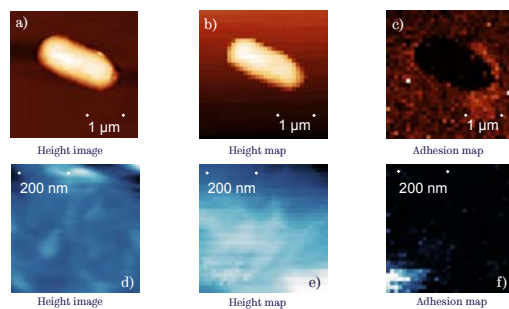 a)
b)
c)
1 µm
1 µm
1 µm
Height image
Height map
Adhesion map
200 nm
200 nm
200 nm
d)
e)
f)
Height image
Height map
Adhesion map